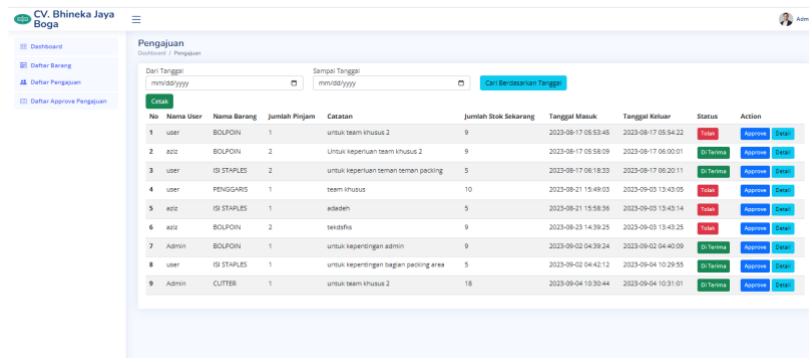 CV. Bhineka Jaya
Boga
Adm
Dashboard
Daftar Barang
Daftar Pengajuan
Daftar Approve Pengajuan
Pengajuan
Dashboard / Pengajuan
Dari Tanggal Sampai Tanggal
mm/dd/yyyy mm/dd/yyyy Cari Berdasarkan Tanggal
Cetak
No Nama User Nama Barang Jumlah Pinjam Catatan Jumlah Stok Sekarang Tanggal Masuk Tanggal Keluar Status Action
1 user BOLPOIN 1 untuk team khusus 2 9 2023-08-17 05:53:45 2023-08-17 05:54:22 Tolak Approve Detail
2 aziz BOLPOIN 2 Untuk keperluan team khusus 2 9 2023-08-17 05:58:09 2023-08-17 06:00:01 Di Terima Approve Detail
3 user ISI STAPLES 2 untuk keperluan teman teman packing 5 2023-08-17 06:18:33 2023-08-17 06:20:11 Di Terima Approve Detail
4 user PENGGARIS 1 team khusus 10 2023-08-21 15:49:03 2023-09-03 13:43:05 Tolak Approve Detail
5 aziz ISI STAPLES 1 adadeh 5 2023-08-21 15:58:36 2023-09-03 13:43:14 Tolak Approve Detail
6 aziz BOLPOIN 2 9 2023-08-23 14:39:25 2023-09-03 13:43:25 Tolak Approve Detail
7 Admin BOLPOIN 1 untuk kepentingan admin 9 2023-09-02 04:39:24 2023-09-02 04:40:09 Di Terima Approve Detail
8 user ISI STAPLES 1 untuk kepentingan bagian packing area 5 2023-09-02 04:42:12 2023-09-04 10:29:55 Di Terima Approve Detail
9 Admin CUTTER 1 untuk team khusus 2 18 2023-09-04 10:30:44 2023-09-04 10:31:01 Di Terima Approve Detail